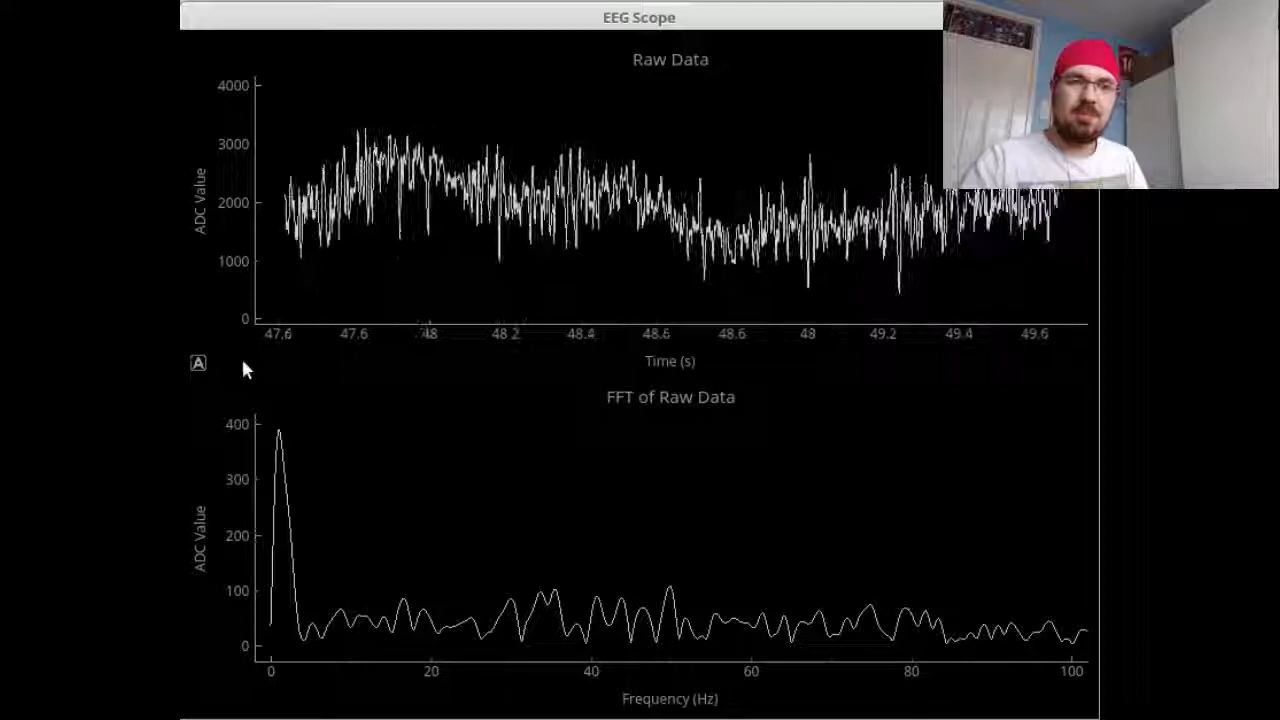 EEG Scope
Raw Data
4000
3000
2000
1000
0
ADC Value
47.6 47.6 48 48.2 48.4 48.6 48.6 48 49.2 49.4 49.6
Time (s)
A
FFT of Raw Data
400
300
200
100
0
ADC Value
0 20 40 60 80 100
Frequency (Hz)